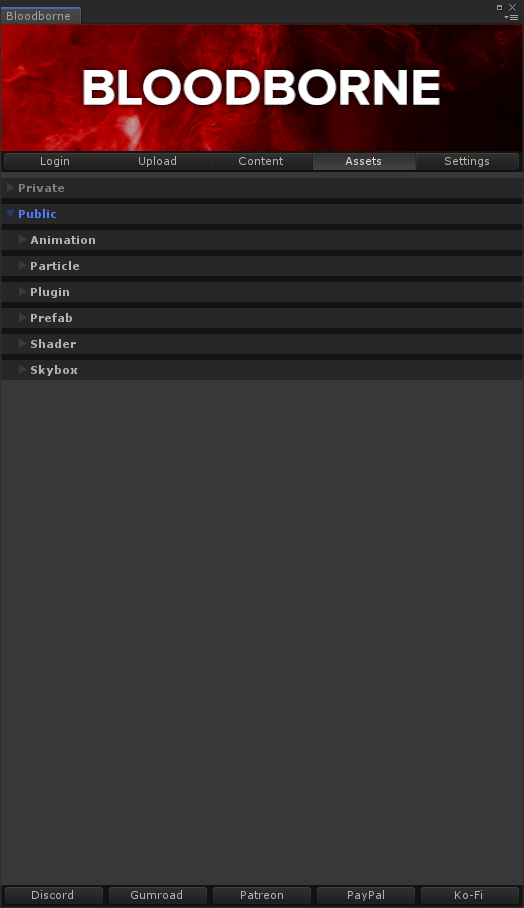 Bloodborne
BLOODBORNE
Login Upload Content Assets Settings
Private
Public
Animation
Particle
Plugin
Prefab
Shader
Skybox
Discord Gumroad Patreon PayPal Ko-Fi